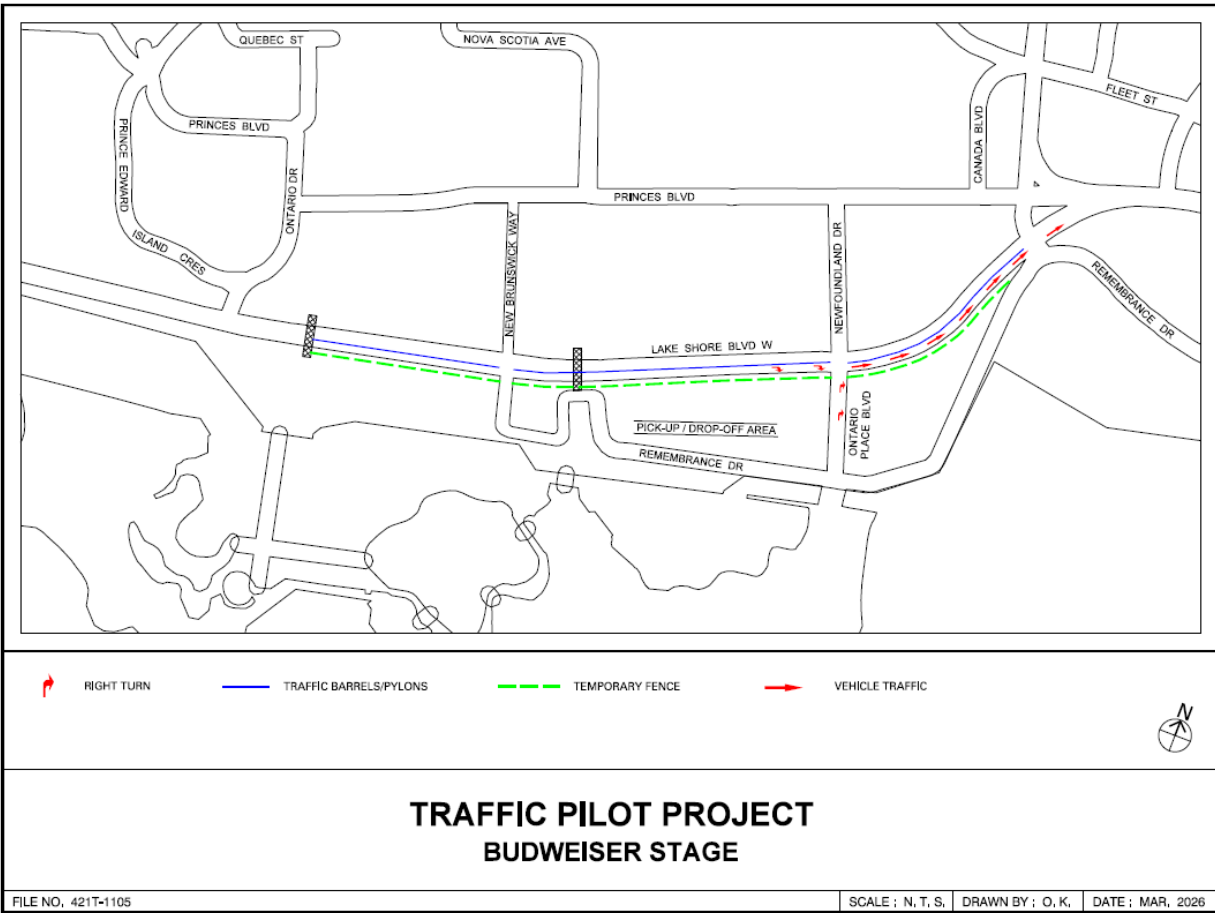 QUEBEC ST
NOVA SCOTIA AVE
FLEET ST
PRINCE EDWARD
ISLAND CRES
PRINCES BLVD
ONTARIO DR
CANADA BLVD
PRINCES BLVD
NEW BRUNSWICK WAY
NEWFOUNDLAND DR
REMEMBRANCE DR
LAKE SHORE BLVD W
PICK-UP / DROP-OFF AREA
ONTARIO
PLACE BLVD
REMEMBRANCE DR
RIGHT TURN
TRAFFIC BARRELS/PYLONS
TEMPORARY FENCE
VEHICLE TRAFFIC
N
TRAFFIC PILOT PROJECT
BUDWEISER STAGE
FILE NO. 421T-1105
SCALE : N. T. S.
DRAWN BY : O. K.
DATE : MAR. 2026